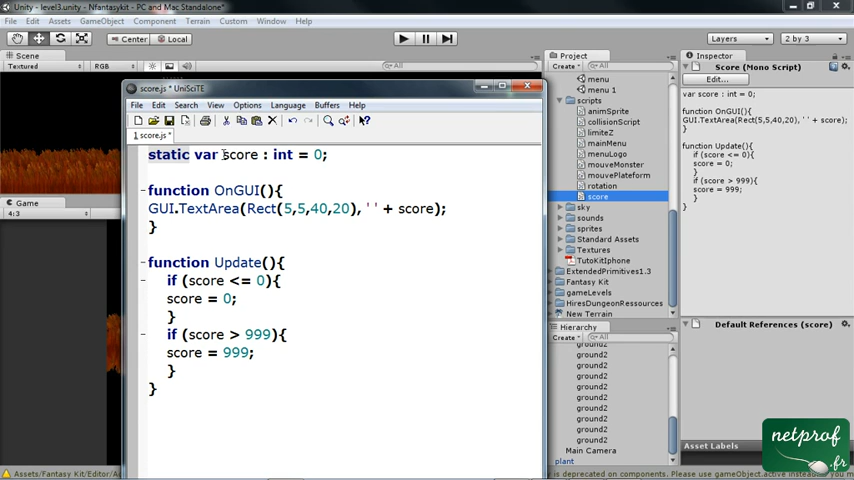 Unity - level3.unity - Nfantasykit - PC and Mac Standalone*
File Edit Assets GameObject Component Terrain Window Help
Center Local Layers 2 by 3
Scene
Textured RGB All
Game
4:3
score.js * UniSciTE
File Edit Search View Options Language Buffers Help
1 score.js *
static var score : int = 0;
function OnGUI(){
GUI.TextArea(Rect(5,5,40,20), ' ' + score);
}
function Update(){
if (score <= 0){
score = 0;
}
if (score > 999){
score = 999;
}
}
Project
Create All
menu
menu 1
scripts
animSprite
collisionScript
limiteZ
mainMenu
menuLogo
mouveMonster
mouvePlateform
rotation
score
sky
sounds
sprites
Standard Assets
Textures
TutoKitIphone
ExtendedPrimitives1.3
Fantasy Kit
gameLevels
HiresDungeonRessources
New Terrain
Hierarchy
Create All
ground2
ground2
ground2
ground2
ground2
ground2
ground2
ground2
ground2
Main Camera
plant
Inspector
Score (Mono Script)
Edit...
var score : int = 0;
function OnGUI(){
GUI.TextArea(Rect(5,5,40,20), ' ' + score);
}
function Update(){
if (score <= 0){
score = 0;
}
if (score > 999){
score = 999;
}
}
Default References (score)
Asset Labels
netprof
.fr
Assets/Fantasy Kit/Editor/
is deprecated on components. Please use gameObject.active instead